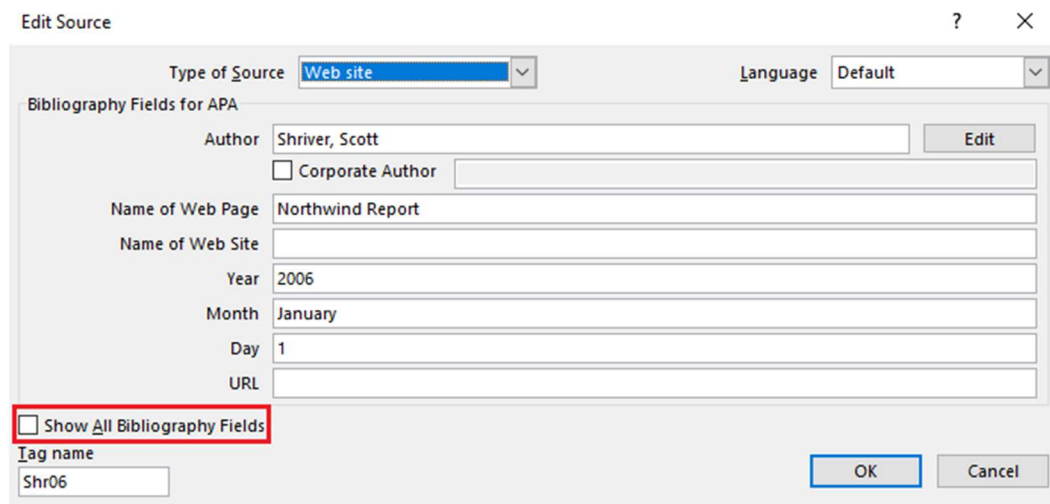 Edit Source ? ×
Type of Source Web site Language Default
Bibliography Fields for APA
Author Shriver, Scott Edit
Corporate Author
Name of Web Page Northwind Report
Name of Web Site
Year 2006
Month January
Day 1
URL
Show All Bibliography Fields
Tag name
Shr06 OK Cancel